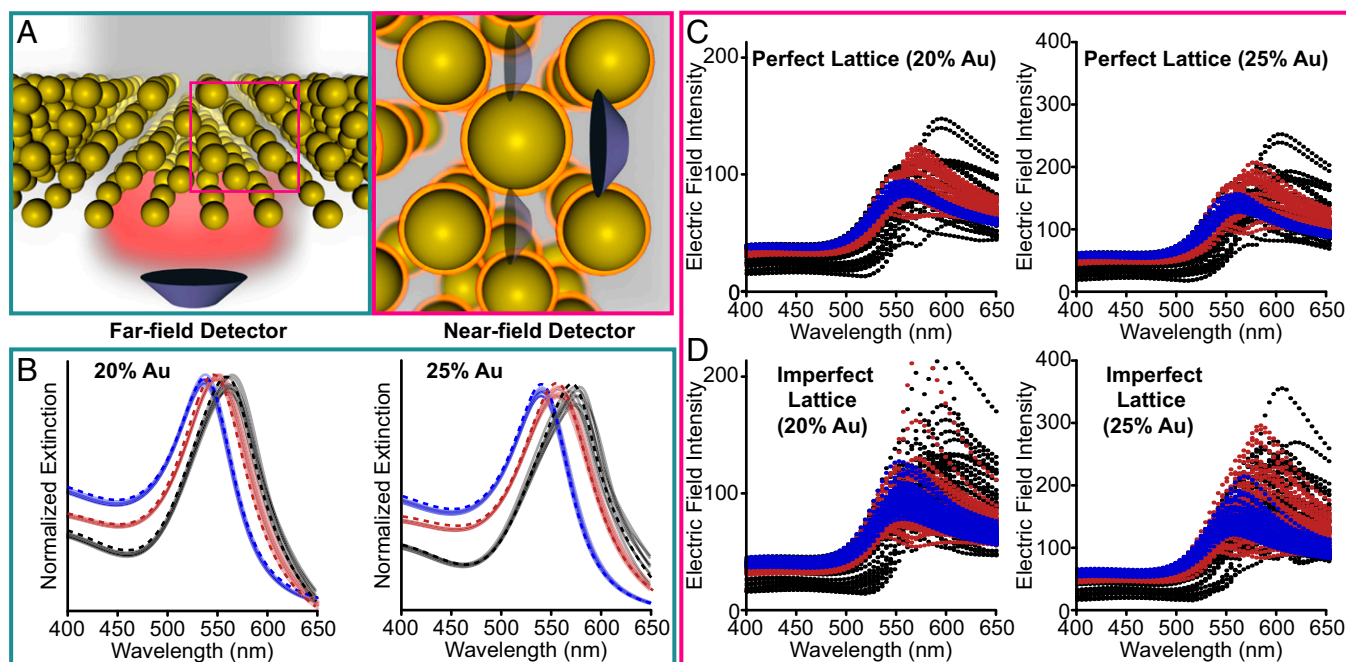 A
Far-field Detector
Near-field Detector
B
20% Au
25% Au
Normalized Extinction
Normalized Extinction
400 450 500 550 600 650
400 450 500 550 600 650
Wavelength (nm)
Wavelength (nm)
C
Perfect Lattice (20% Au)
Perfect Lattice (25% Au)
Electric Field Intensity
Electric Field Intensity
200
100
0
400
300
200
100
0
400 450 500 550 600 650
400 450 500 550 600 650
Wavelength (nm)
Wavelength (nm)
D
Imperfect
Lattice
(20% Au)
Imperfect
Lattice
(25% Au)
Electric Field Intensity
Electric Field Intensity
200
100
0
400
300
200
100
0
400 450 500 550 600 650
400 450 500 550 600 650
Wavelength (nm)
Wavelength (nm)